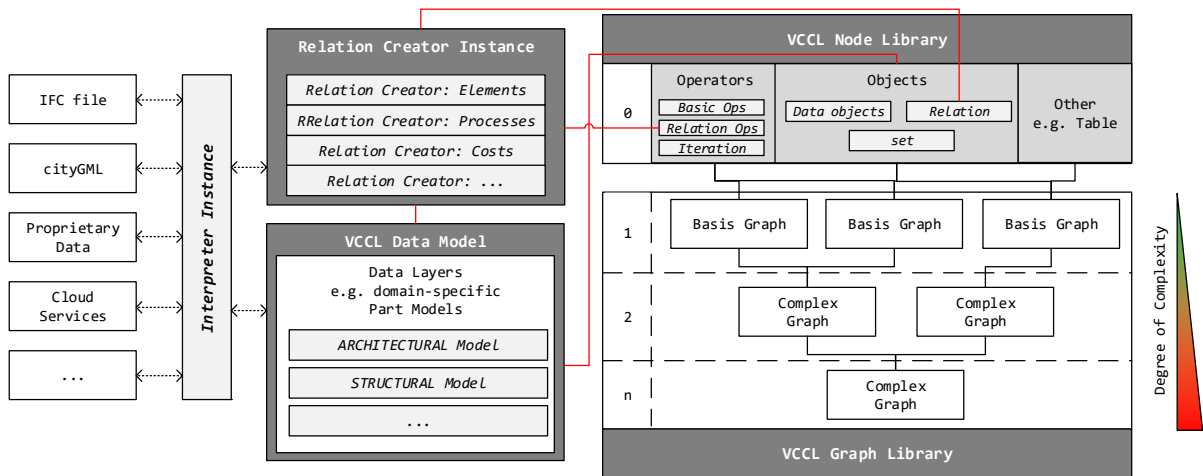 IFC file
cityGML
Proprietary
Data
Cloud
Services
...
Interpreter Instance
Relation Creator Instance
Relation Creator: Elements
RRelation Creator: Processes
Relation Creator: Costs
Relation Creator: ...
VCCL Data Model
Data Layers
e.g. domain-specific
Part Models
ARCHITECTURAL Model
STRUCTURAL Model
...
VCCL Node Library
0
Operators
Basic Ops
Relation Ops
Iteration
Objects
Data objects
Relation
set
Other
e.g. Table
1
Basis Graph
Basis Graph
Basis Graph
2
Complex
Graph
Complex
Graph
n
Complex
Graph
VCCL Graph Library
Degree of Complexity